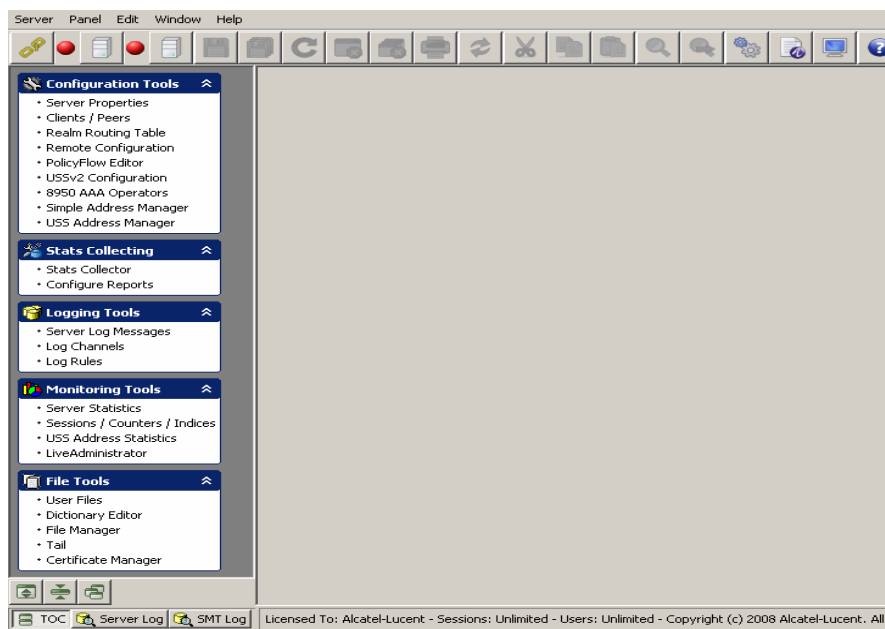 Server Panel Edit Window Help
Configuration Tools
Server Properties
Clients / Peers
Realm Routing Table
Remote Configuration
PolicyFlow Editor
USSv2 Configuration
8950 AAA Operators
Simple Address Manager
USS Address Manager
Stats Collecting
Stats Collector
Configure Reports
Logging Tools
Server Log Messages
Log Channels
Log Rules
Monitoring Tools
Server Statistics
Sessions / Counters / Indices
USS Address Statistics
LiveAdministrator
File Tools
User Files
Dictionary Editor
File Manager
Tail
Certificate Manager
TOC Server Log SMT Log Licensed To: Alcatel-Lucent - Sessions: Unlimited - Users: Unlimited - Copyright (c) 2008 Alcatel-Lucent. All